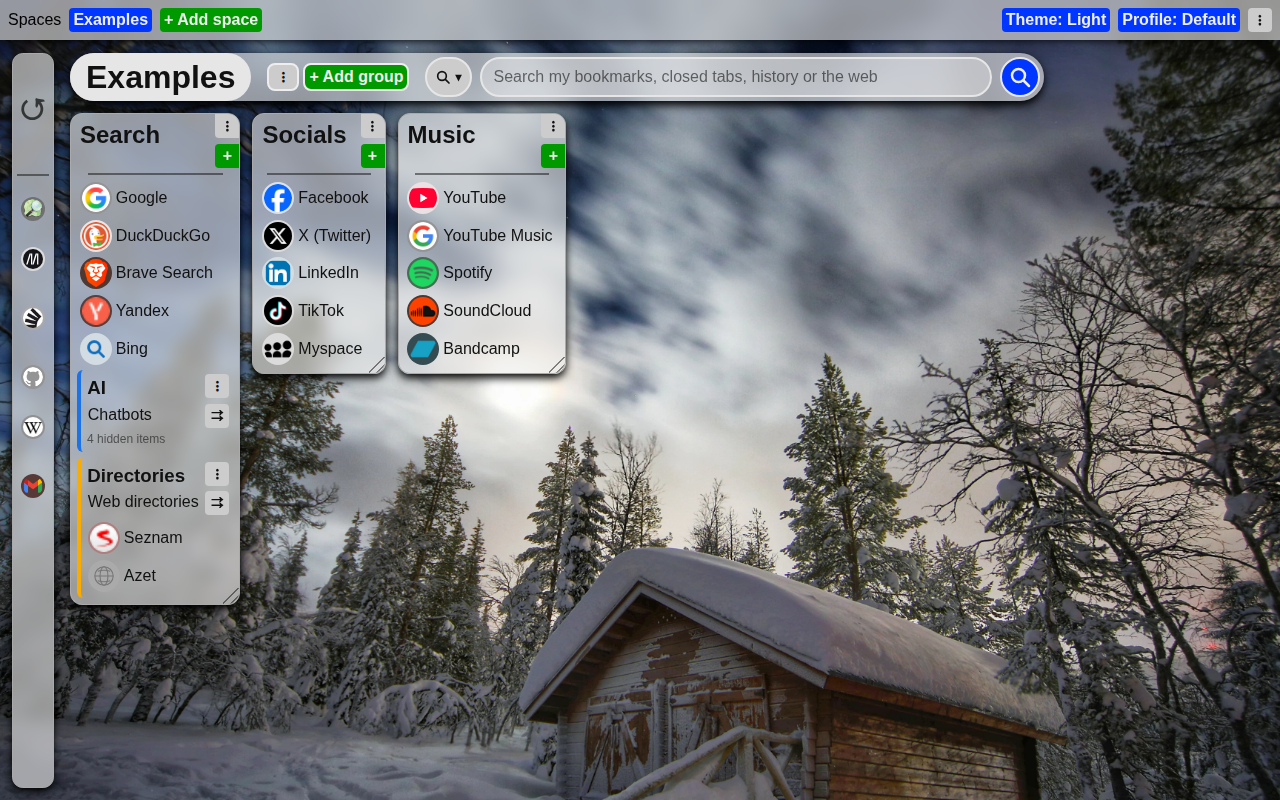 Spaces Examples + Add space Theme: Light Profile: Default
Examples + Add group Search my bookmarks, closed tabs, history or the web
Search
+
Google
DuckDuckGo
Brave Search
Yandex
Bing
AI
Chatbots
4 hidden items
Directories
Web directories
Seznam
Azet
Socials
+
Facebook
X (Twitter)
LinkedIn
TikTok
Myspace
Music
+
YouTube
YouTube Music
Spotify
SoundCloud
Bandcamp